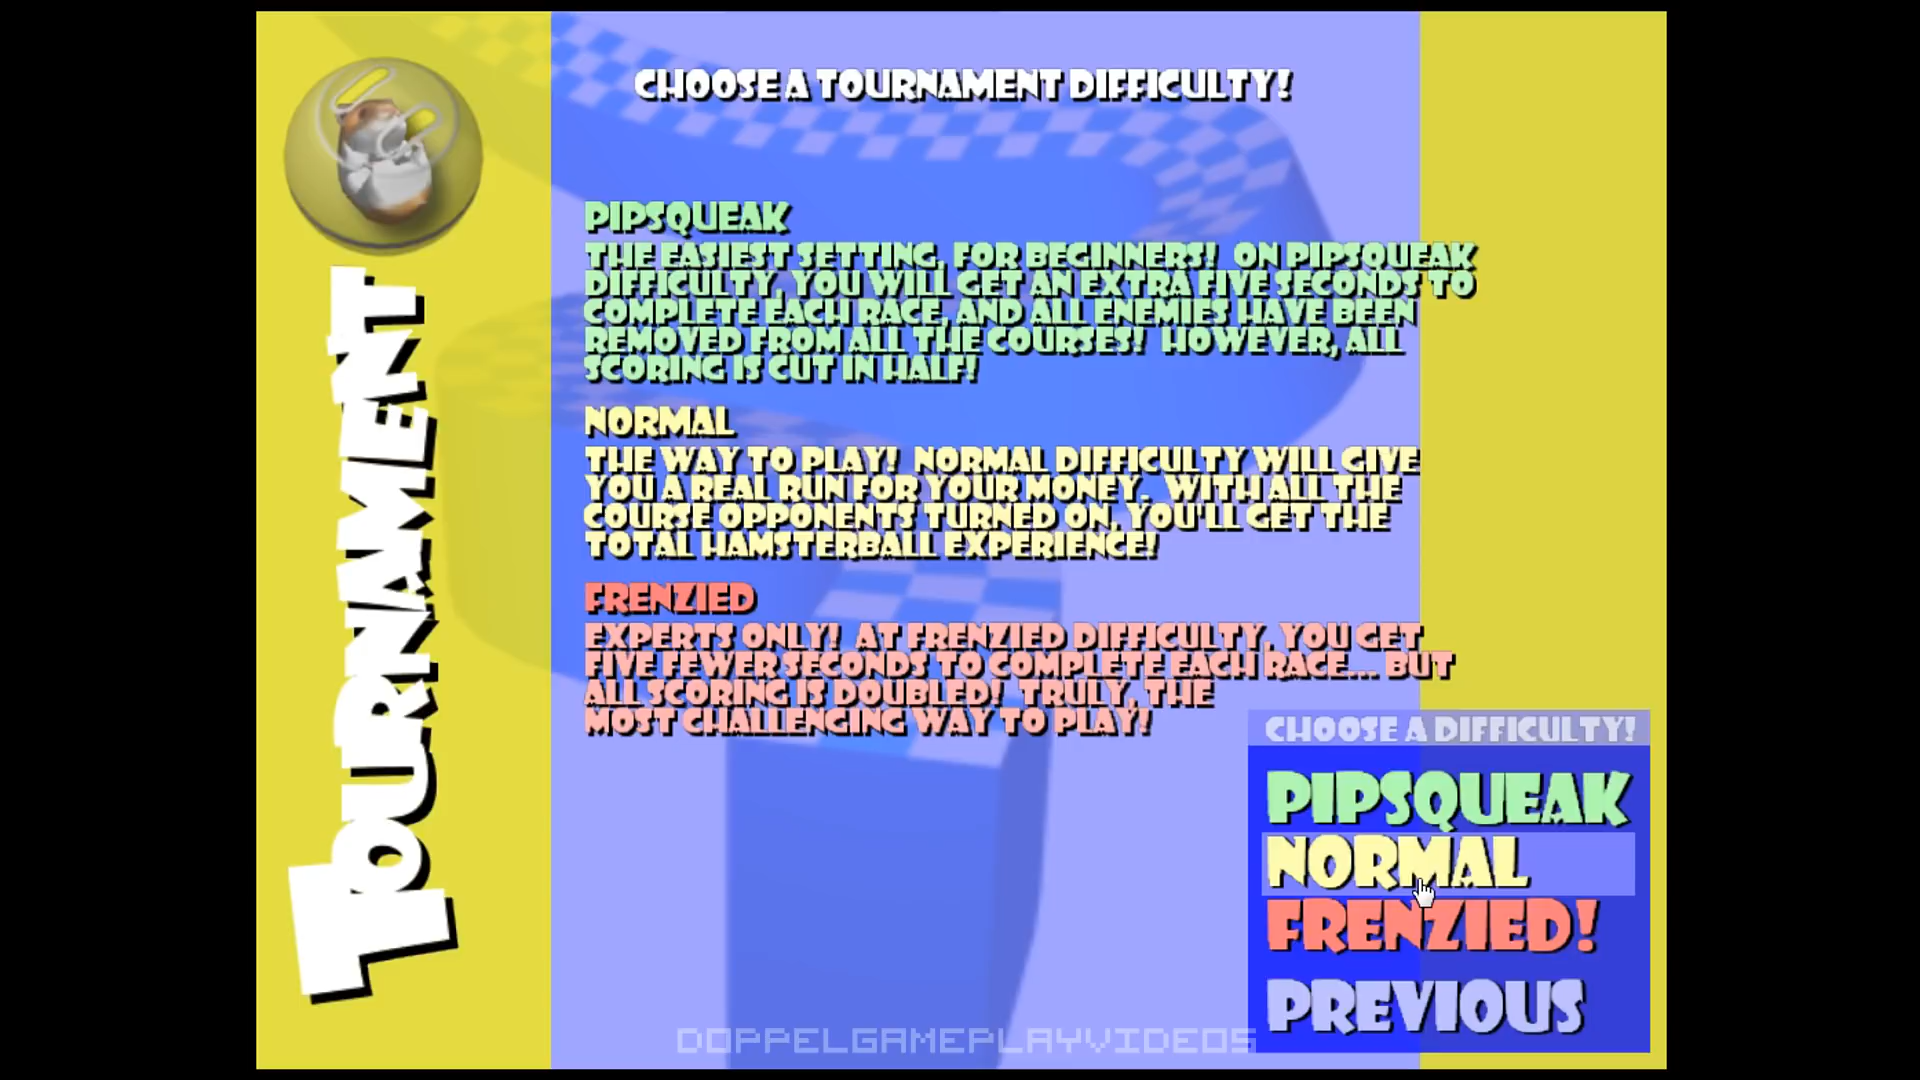 CHOOSE A TOURNAMENT DIFFICULTY!
TOURNAMENT
PIPSQUEAK
THE EASIEST SETTING, FOR BEGINNERS! ON PIPSQUEAK
DIFFICULTY, YOU WILL GET AN EXTRA FIVE SECONDS TO
COMPLETE EACH RACE, AND ALL ENEMIES HAVE BEEN
REMOVED FROM ALL THE COURSES! HOWEVER, ALL
SCORING IS CUT IN HALF!
NORMAL
THE WAY TO PLAY! NORMAL DIFFICULTY WILL GIVE
YOU A REAL RUN FOR YOUR MONEY. WITH ALL THE
COURSE OPPONENTS TURNED ON, YOU'LL GET THE
TOTAL HAMSTERBALL EXPERIENCE!
FRENZIED
EXPERTS ONLY! AT FRENZIED DIFFICULTY, YOU GET
FIVE FEWER SECONDS TO COMPLETE EACH RACE... BUT
ALL SCORING IS DOUBLED! TRULY, THE
MOST CHALLENGING WAY TO PLAY!
CHOOSE A DIFFICULTY!
PIPSQUEAK
NORMAL
FRENZIED!
PREVIOUS
DOPPELGAMEPLAYVIDEOS